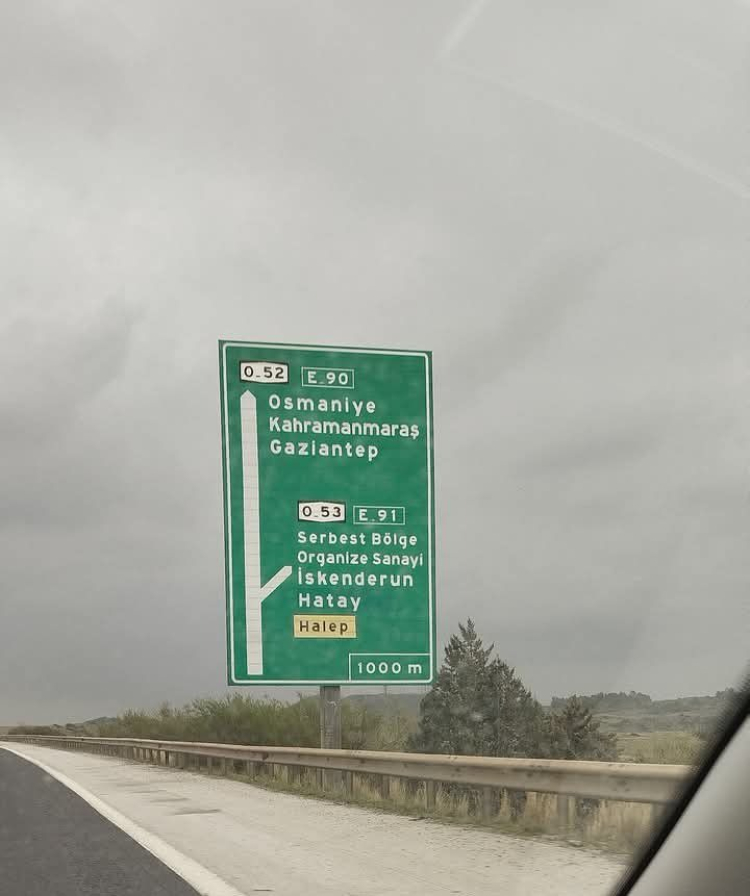 O-52 E-90
Osmaniye
Kahramanmaraş
Gaziantep
O-53 E-91
Serbest Bölge
Organize Sanayi
İskenderun
Hatay
Halep
1000 m